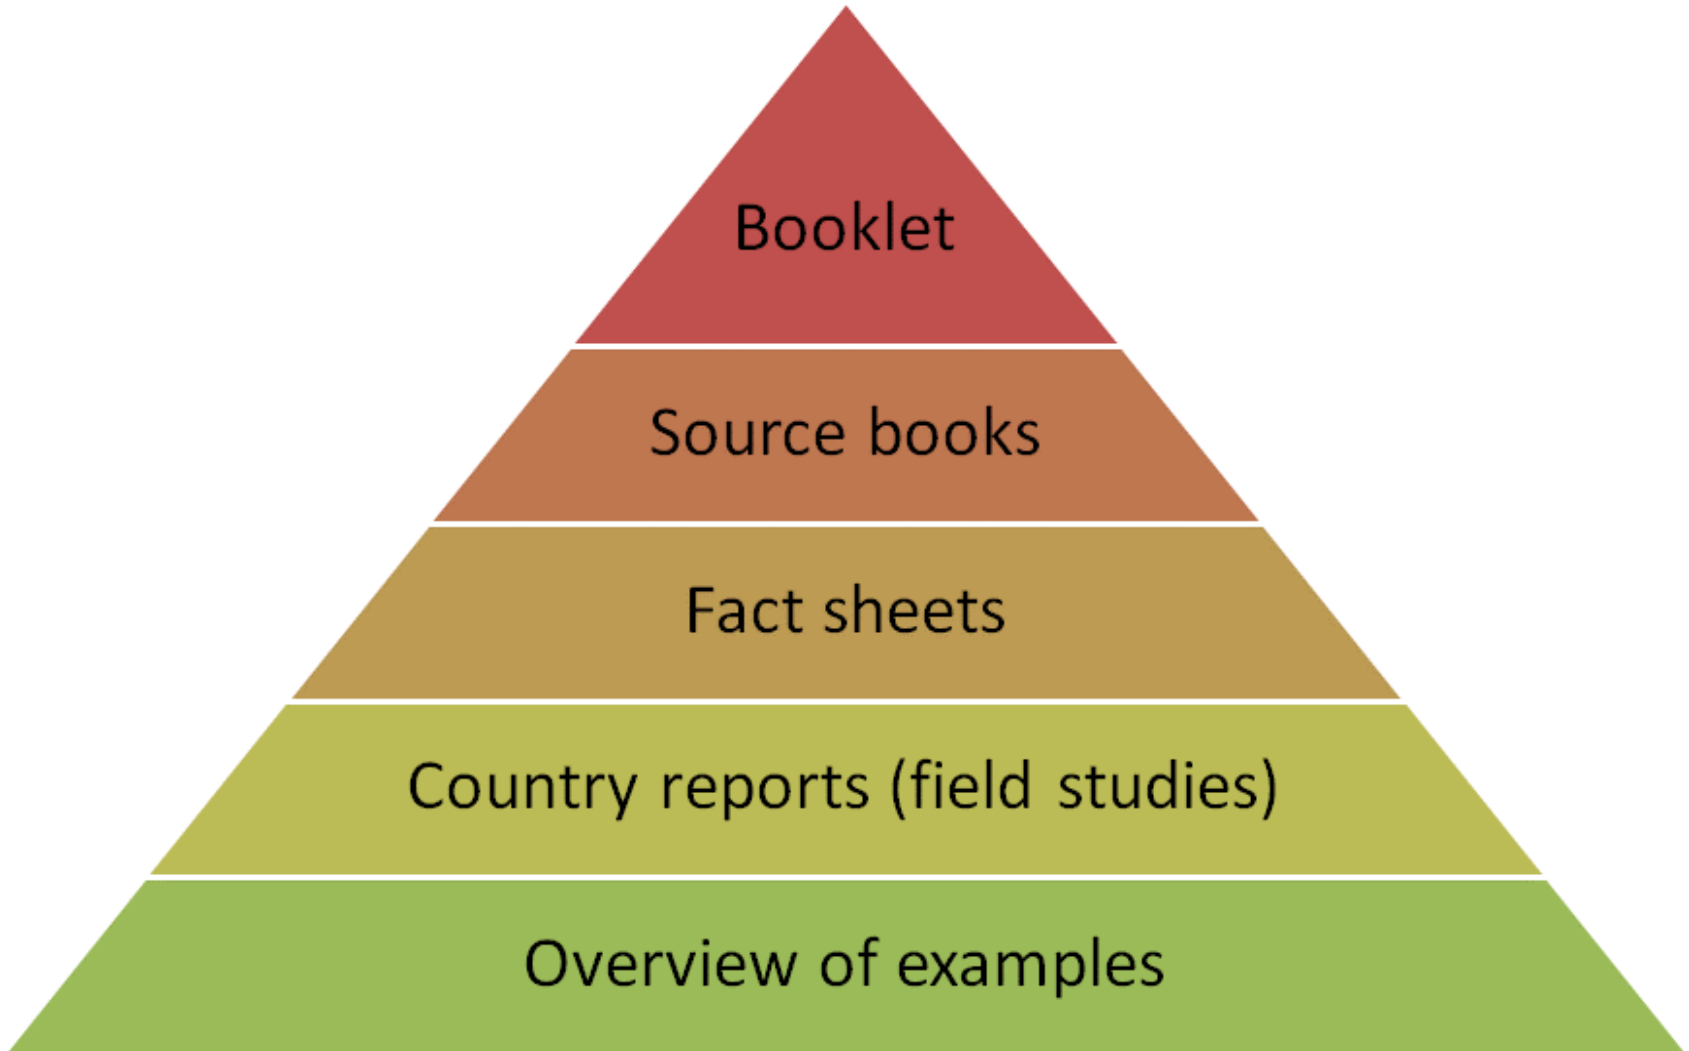 Booklet
Source books
Fact sheets
Country reports (field studies)
Overview of examples